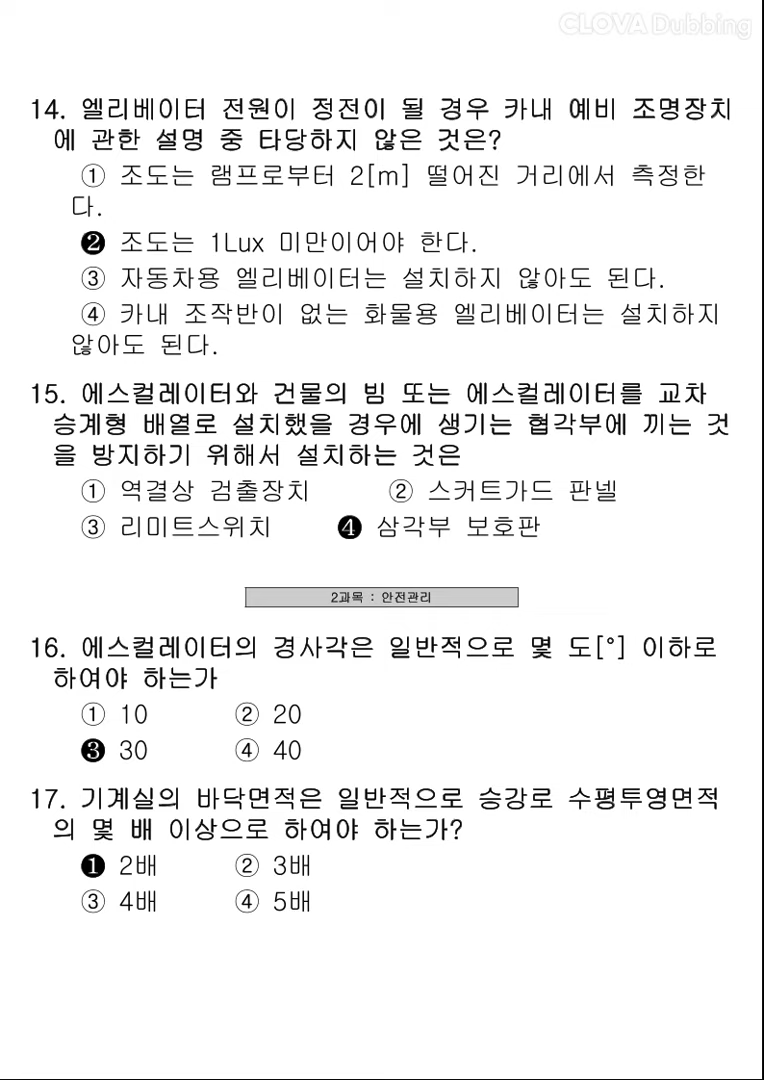 CLOVA Dubbing
14. 엘리베이터 전원이 정전이 될 경우 카내 예비 조명장치
에 관한 설명 중 타당하지 않은 것은?
① 조도는 램프로부터 2[m] 떨어진 거리에서 측정한
다.
❷ 조도는 1Lux 미만이어야 한다.
③ 자동차용 엘리베이터는 설치하지 않아도 된다.
④ 카내 조작반이 없는 화물용 엘리베이터는 설치하지
않아도 된다.
15. 에스컬레이터와 건물의 빔 또는 에스컬레이터를 교차
승계형 배열로 설치했을 경우에 생기는 협각부에 끼는 것
을 방지하기 위해서 설치하는 것은
① 역결상 검출장치 ② 스커트가드 판넬
③ 리미트스위치 ❹ 삼각부 보호판
2과목 : 안전관리
16. 에스컬레이터의 경사각은 일반적으로 몇 도[°] 이하로
하여야 하는가
① 10 ② 20
❸ 30 ④ 40
17. 기계실의 바닥면적은 일반적으로 승강로 수평투영면적
의 몇 배 이상으로 하여야 하는가?
❶ 2배 ② 3배
③ 4배 ④ 5배